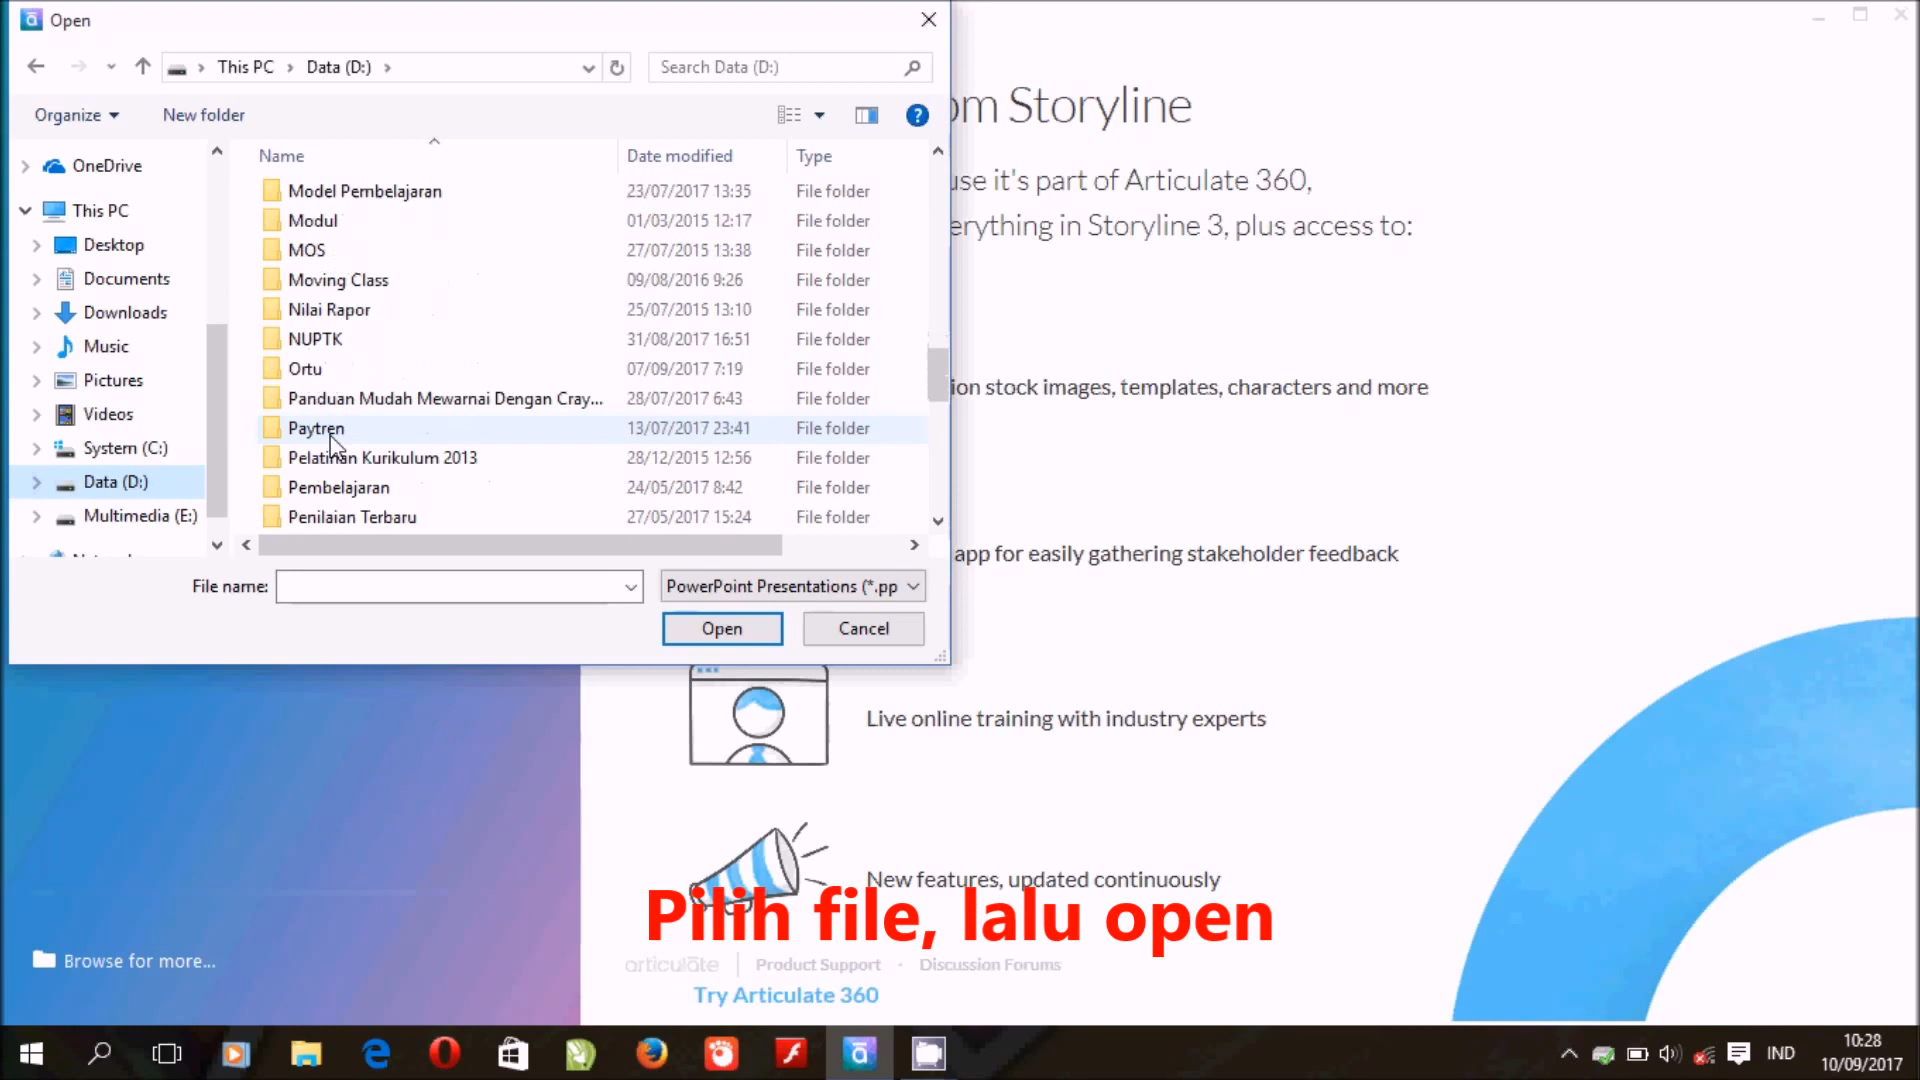 Open
This PC
Data (D:)
Search Data (D:)
Organize
New folder
?
Name
Date modified
Type
OneDrive
This PC
Desktop
Documents
Downloads
Music
Pictures
Videos
System (C:)
Data (D:)
Multimedia (E:)
Model Pembelajaran 23/07/2017 13:35 File folder
Modul 01/03/2015 12:17 File folder
MOS 27/07/2015 13:38 File folder
Moving Class 09/08/2016 9:26 File folder
Nilai Rapor 25/07/2015 13:10 File folder
NUPTK 31/08/2017 16:51 File folder
Ortu 07/09/2017 7:19 File folder
Panduan Mudah Mewarnai Dengan Cray... 28/07/2017 6:43 File folder
Paytren 13/07/2017 23:41 File folder
Pelatihan Kurikulum 2013 28/12/2015 12:56 File folder
Pembelajaran 24/05/2017 8:42 File folder
Penilaian Terbaru 27/05/2017 15:24 File folder
File name:
PowerPoint Presentations (*.pp
Open
Cancel
om Storyline
use it's part of Articulate 360,
erything in Storyline 3, plus access to:
ion stock images, templates, characters and more
app for easily gathering stakeholder feedback
Live online training with industry experts
New features, updated continuously
Pilih file, lalu open
Browse for more...
articulate
Product Support · Discussion Forums
Try Articulate 360
IND
10:28
10/09/2017